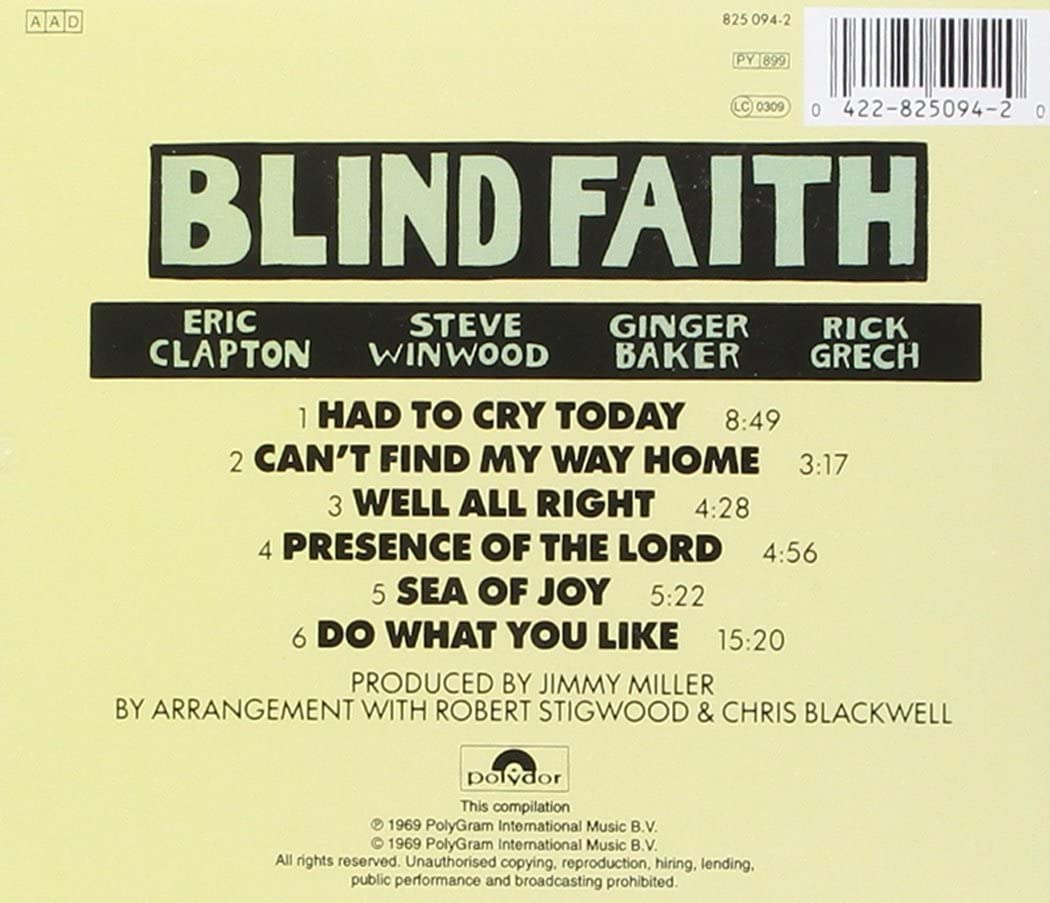 AAD
825 094-2
PY 899
LC 0309
0 422-825094-2 0
BLIND FAITH
ERIC CLAPTON
STEVE WINWOOD
GINGER BAKER
RICK GRECH
1 HAD TO CRY TODAY 8:49
2 CAN'T FIND MY WAY HOME 3:17
3 WELL ALL RIGHT 4:28
4 PRESENCE OF THE LORD 4:56
5 SEA OF JOY 5:22
6 DO WHAT YOU LIKE 15:20
PRODUCED BY JIMMY MILLER
BY ARRANGEMENT WITH ROBERT STIGWOOD & CHRIS BLACKWELL
polydor
This compilation
℗ 1969 PolyGram International Music B.V.
© 1969 PolyGram International Music B.V.
All rights reserved. Unauthorised copying, reproduction, hiring, lending,
public performance and broadcasting prohibited.